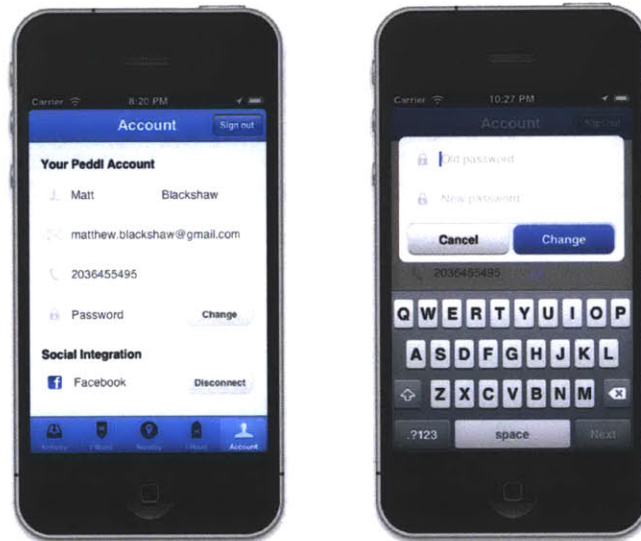 Carrier 8:20 PM
Account Sign out
Your Peddl Account
Matt Blackshaw
matthew.blackshaw@gmail.com
2036455495
Password Change
Social Integration
Facebook Disconnect
Account
Carrier 10:27 PM
Account Sign out
Old password
New password
Cancel Change
2036455495
Q W E R T Y U I O P
A S D F G H J K L
Z X C V B N M
.?123 space Next